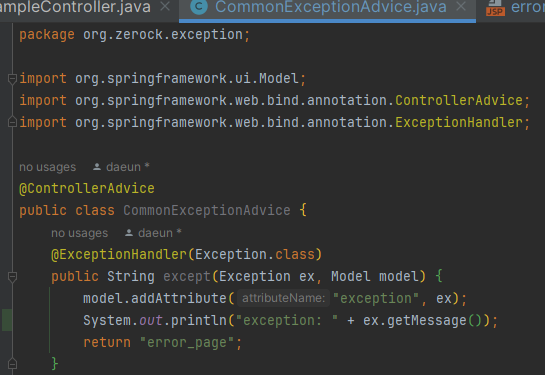 ampleController.java CommonExceptionAdvice.java JSP error
package org.zerock.exception;
import org.springframework.ui.Model;
import org.springframework.web.bind.annotation.ControllerAdvice;
import org.springframework.web.bind.annotation.ExceptionHandler;
no usages daeun *
@ControllerAdvice
public class CommonExceptionAdvice {
no usages daeun *
@ExceptionHandler(Exception.class)
public String except(Exception ex, Model model) {
model.addAttribute( attributeName: "exception", ex);
System.out.println("exception: " + ex.getMessage());
return "error_page";
}